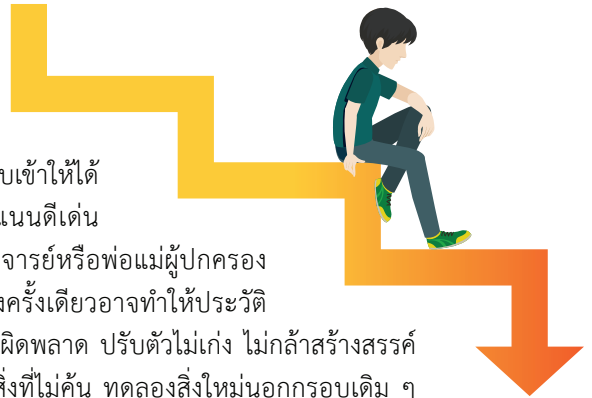 บเข้าให้ได้
แนนดีเด่น
จารย์หรือพ่อแม่ผู้ปกครอง
งครั้งเดียวอาจทำให้ประวัติ
ผิดพลาด ปรับตัวไม่เก่ง ไม่กล้าสร้างสรรค์
สิ่งที่ไม่คุ้น ทดลองสิ่งใหม่นอกกรอบเดิม ๆ